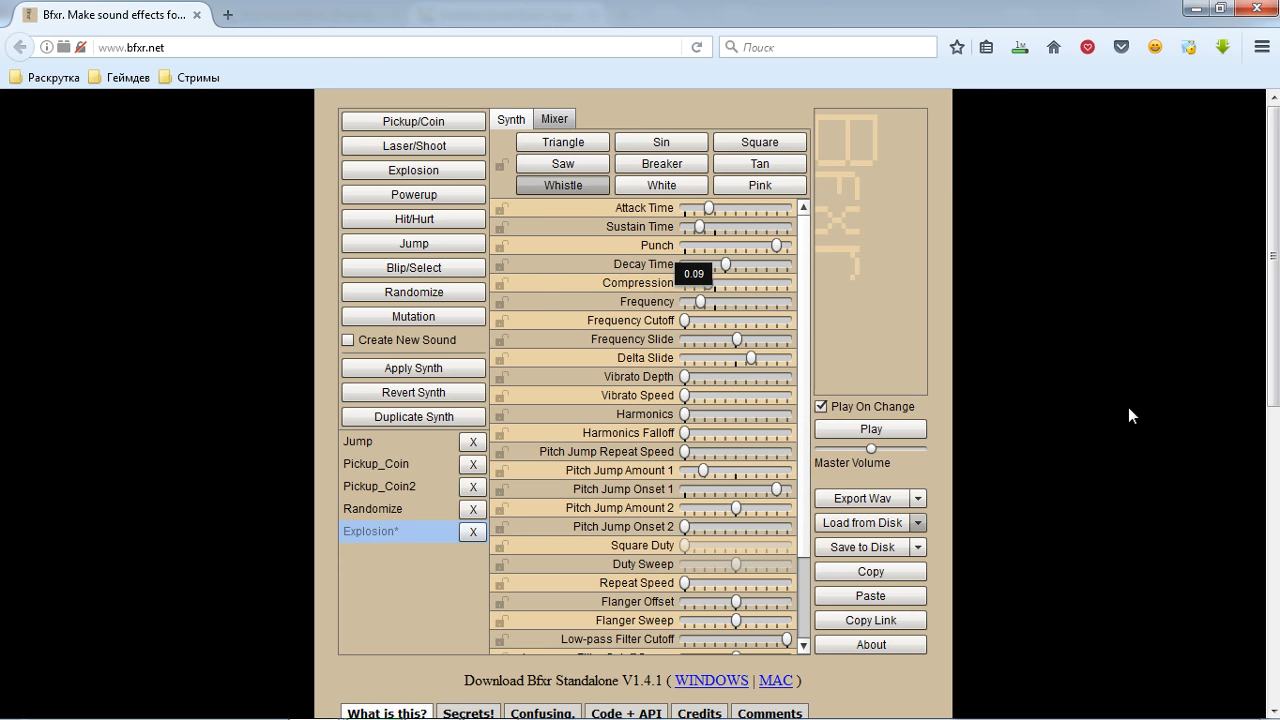 Bfxr. Make sound effects fo...
www.bfxr.net
Поиск
Раскрутка Геймдев Стримы
Pickup/Coin
Laser/Shoot
Explosion
Powerup
Hit/Hurt
Jump
Blip/Select
Randomize
Mutation
Create New Sound
Apply Synth
Revert Synth
Duplicate Synth
Jump X
Pickup_Coin X
Pickup_Coin2 X
Randomize X
Explosion* X
Synth Mixer
Triangle Sin Square
Saw Breaker Tan
Whistle White Pink
Attack Time
Sustain Time
Punch
Decay Time
0.09
Compression
Frequency
Frequency Cutoff
Frequency Slide
Delta Slide
Vibrato Depth
Vibrato Speed
Harmonics
Harmonics Falloff
Pitch Jump Repeat Speed
Pitch Jump Amount 1
Pitch Jump Onset 1
Pitch Jump Amount 2
Pitch Jump Onset 2
Square Duty
Duty Sweep
Repeat Speed
Flanger Offset
Flanger Sweep
Low-pass Filter Cutoff
Bfxr
Play On Change
Play
Master Volume
Export Wav
Load from Disk
Save to Disk
Copy
Paste
Copy Link
About
Download Bfxr Standalone V1.4.1 ( WINDOWS | MAC )
What is this? Secrets! Confusing. Code + API Credits Comments